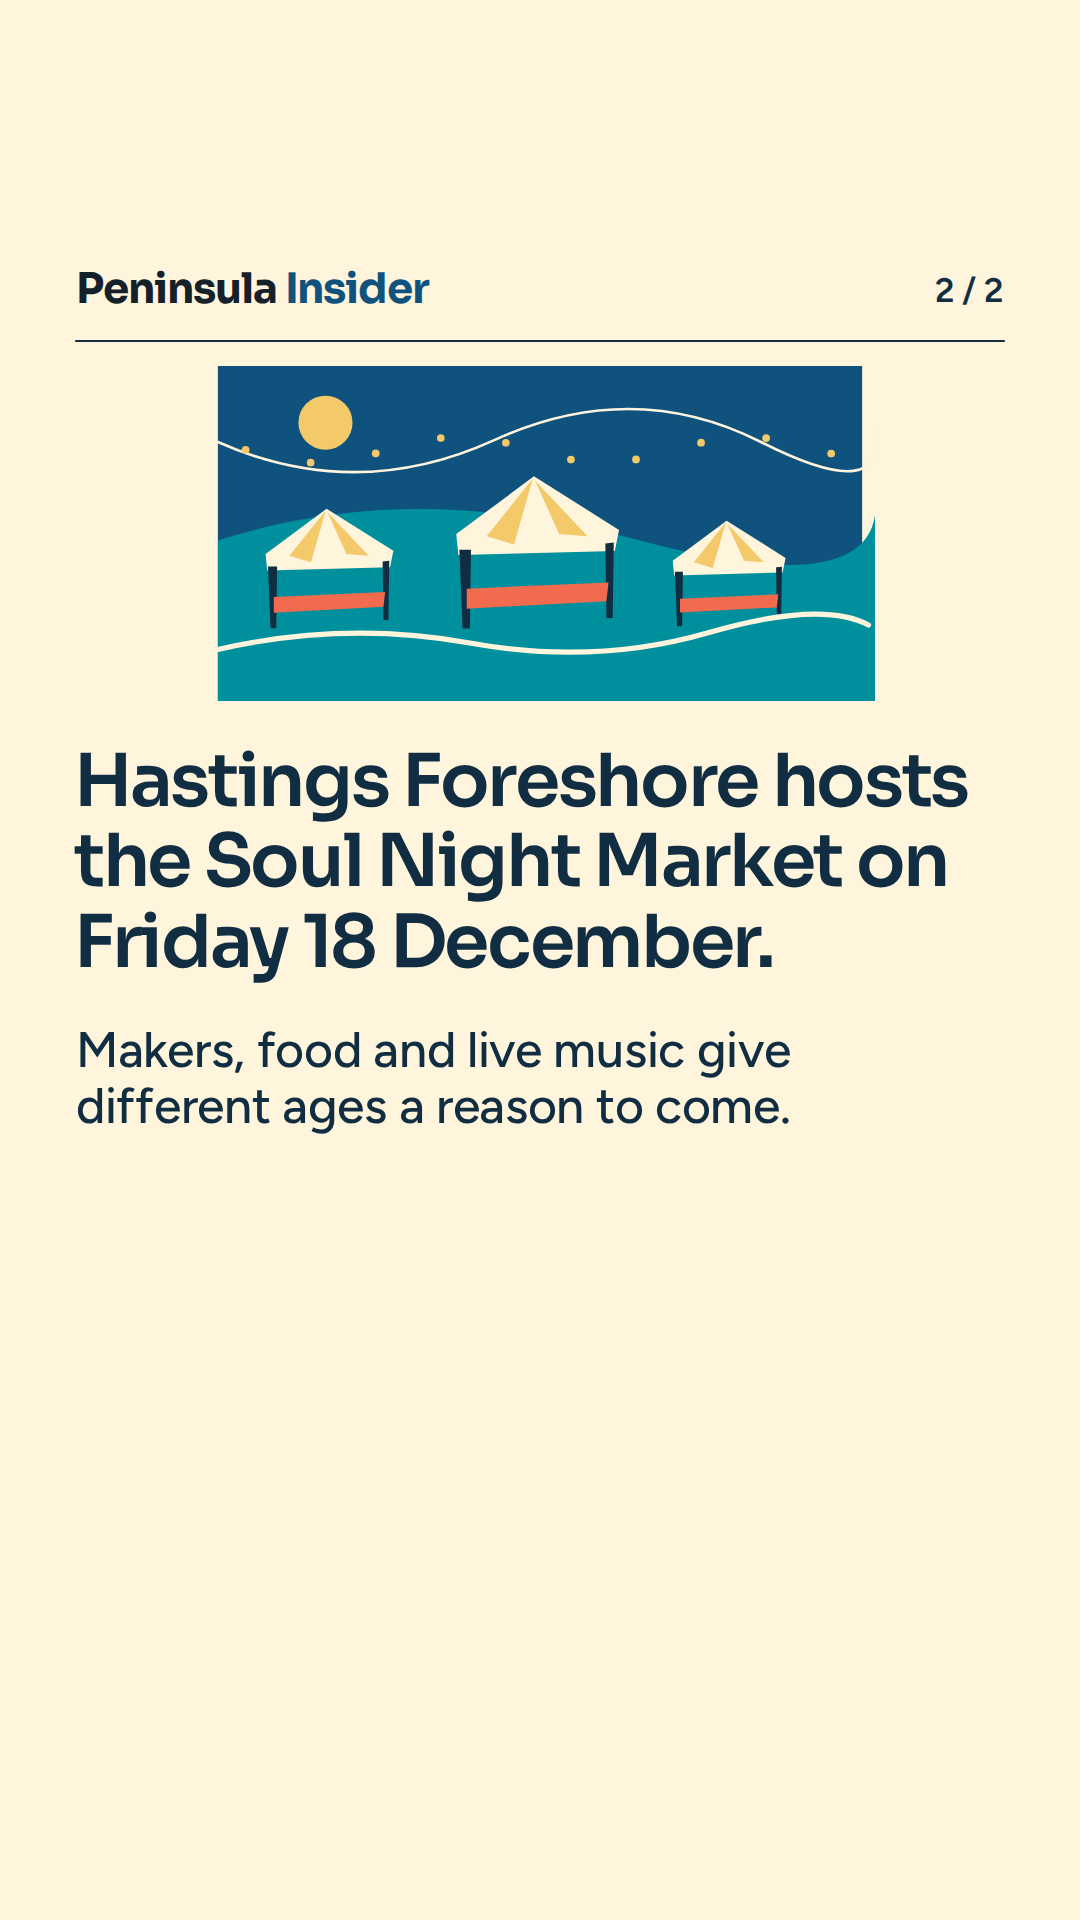 Peninsula Insider
2 / 2
Hastings Foreshore hosts
the Soul Night Market on
Friday 18 December.
Makers, food and live music give
different ages a reason to come.